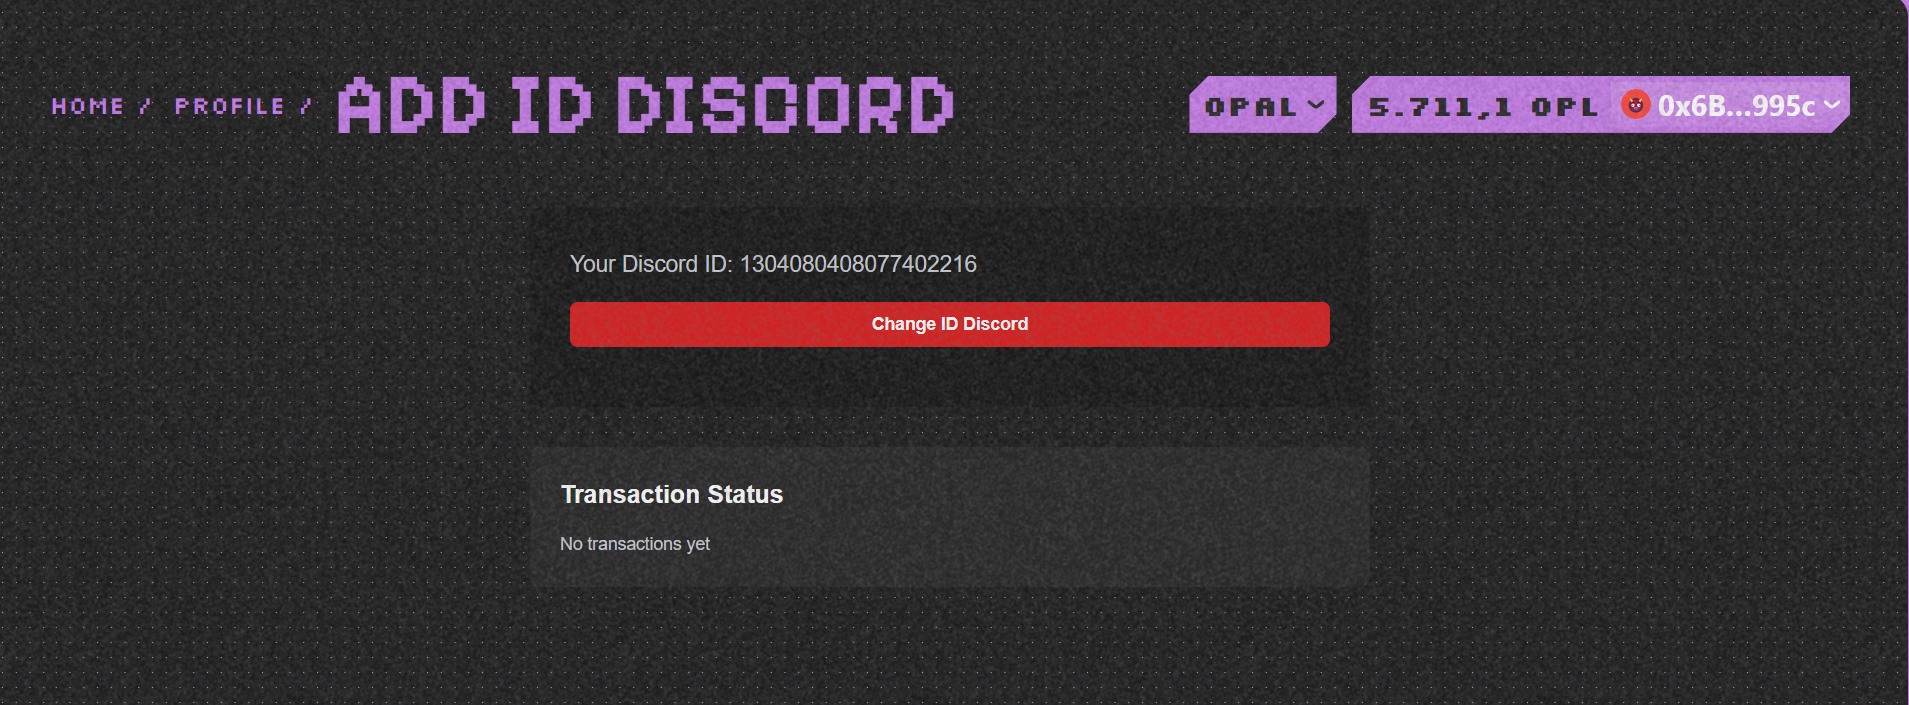 HOME / PROFILE / ADD ID DISCORD
OPAL
5.711,1 OPL 0x6B...995c
Your Discord ID: 1304080408077402216
Change ID Discord
Transaction Status
No transactions yet